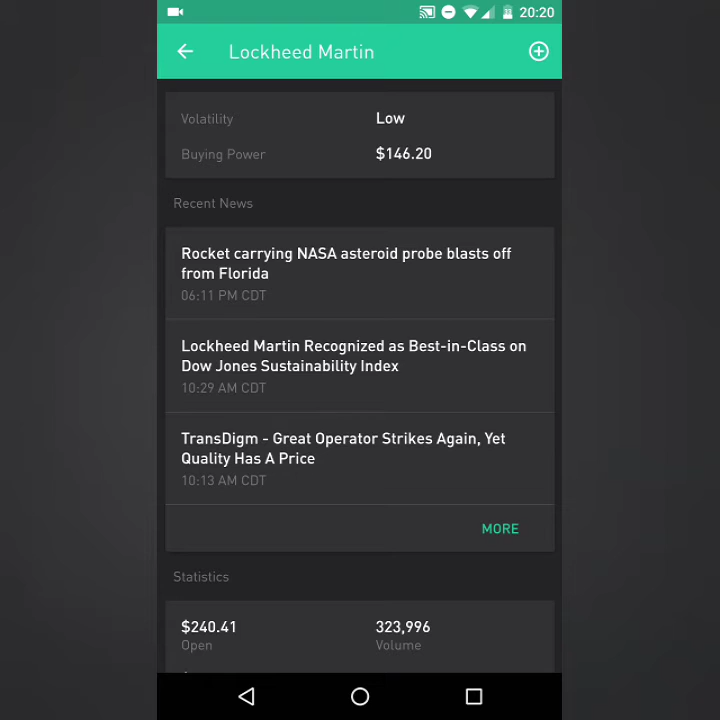 20:20
Lockheed Martin
Volatility Low
Buying Power $146.20
Recent News
Rocket carrying NASA asteroid probe blasts off
from Florida
06:11 PM CDT
Lockheed Martin Recognized as Best-in-Class on
Dow Jones Sustainability Index
10:29 AM CDT
TransDigm - Great Operator Strikes Again, Yet
Quality Has A Price
10:13 AM CDT
MORE
Statistics
$240.41 323,996
Open Volume